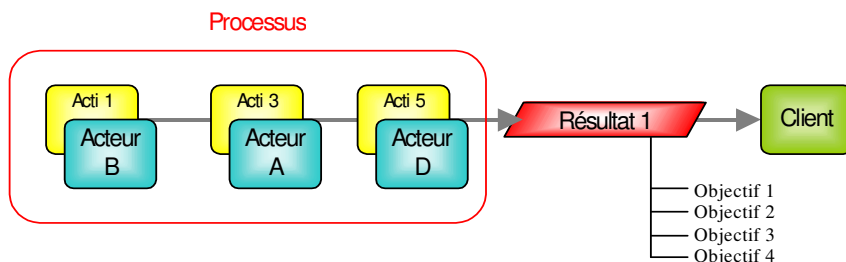 Processus
Acti 1
Acteur
B
Acti 3
Acteur
A
Acti 5
Acteur
D
Résultat 1
Client
Objectif 1
Objectif 2
Objectif 3
Objectif 4